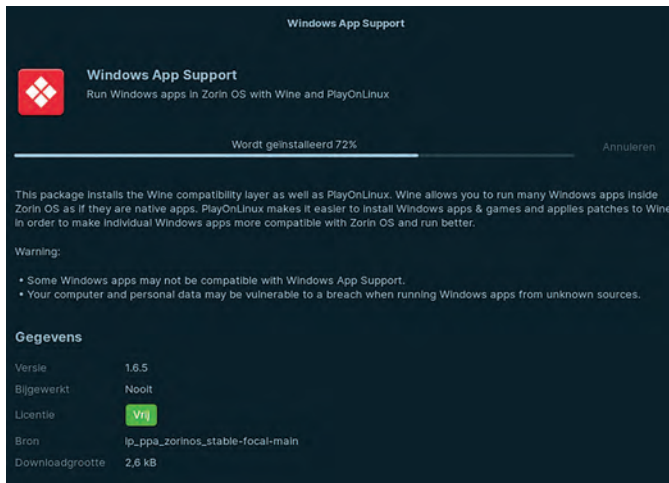 Windows App Support
Windows App Support
Run Windows apps in Zorin OS with Wine and PlayOnLinux
Wordt geïnstalleerd 72%
Annuleren
This package installs the Wine compatibility layer as well as PlayOnLinux. Wine allows you to run many Windows apps inside
Zorin OS as if they are native apps. PlayOnLinux makes it easier to install Windows apps & games and applies patches to Wine
in order to make individual Windows apps more compatible with Zorin OS and run better.
Warning:
• Some Windows apps may not be compatible with Windows App Support.
• Your computer and personal data may be vulnerable to a breach when running Windows apps from unknown sources.
Gegevens
Versie 1.6.5
Bijgewerkt Nooit
Licentie Vrij
Bron lp_ppa_zorinos_stable-focal-main
Downloadgrootte 2,6 kB